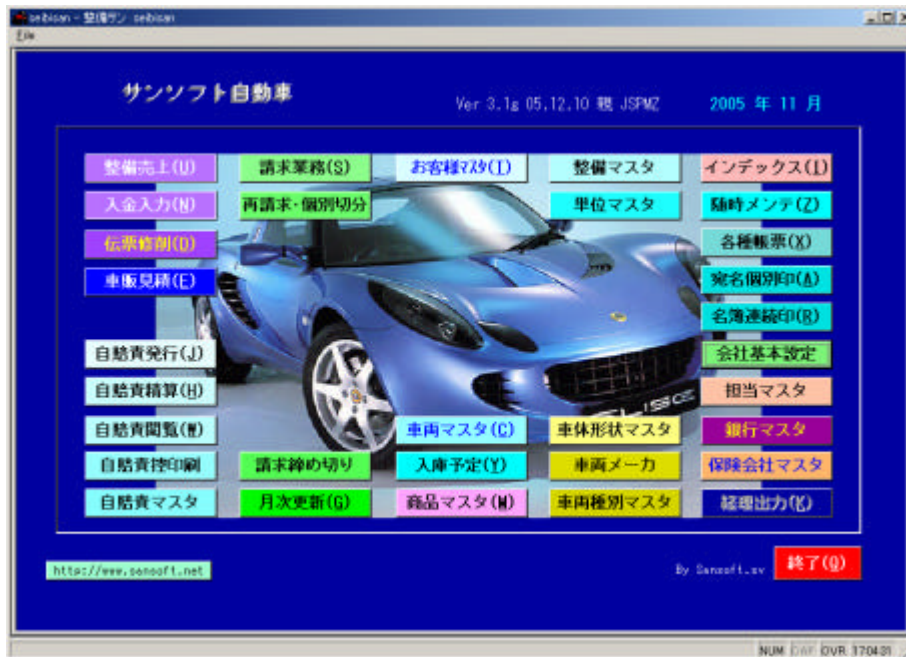 seibisan - 整備サン seibisan
File
サンソフト自動車
Ver 3.1g 05.12.10 親 JSPMZ
2005 年 11 月
整備売上(U) 請求業務(S) お客様マスタ(T) 整備マスタ インデックス(I)
入金入力(N) 再請求・個別切分 単位マスタ 随時メンテ(Z)
伝票修削(D) 各種帳票(X)
車販見積(E) 宛名個別印(A)
名簿連続印(R)
自賠責発行(J) 会社基本設定
自賠責精算(H) 担当マスタ
自賠責閲覧(W) 車両マスタ(C) 車体形状マスタ 銀行マスタ
自賠責控印刷 請求締め切り 入庫予定(Y) 車両メーカ 保険会社マスタ
自賠責マスタ 月次更新(G) 商品マスタ(M) 車両種別マスタ 経理出力(K)
http://www.sansoft.net
By Sansoft.sv
終了(Q)
NUM CAP OVR 17:04:31